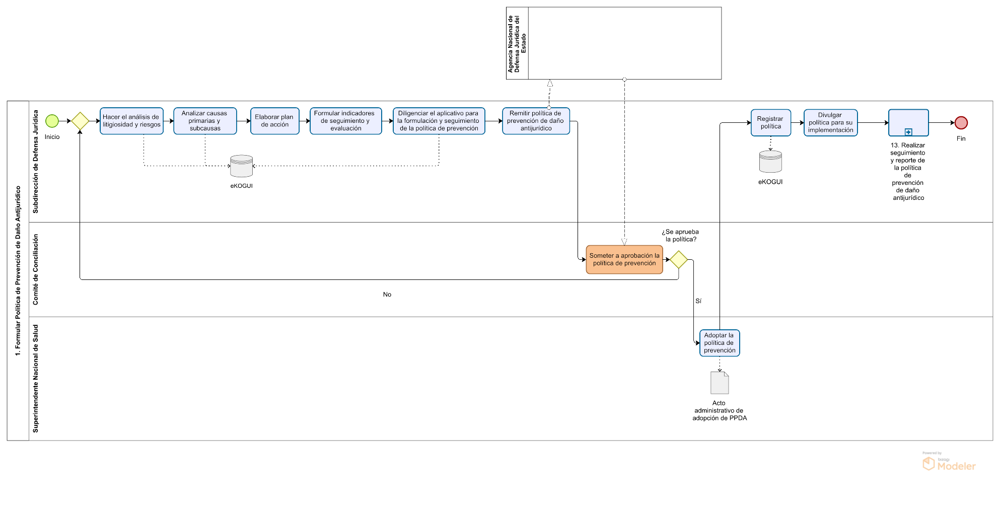 Agencia Nacional de
Defensa Jurídica del
Estado
1. Formular Política de Prevención de Daño Antijurídico
Subdirección de Defensa Jurídica
Inicio
Hacer el análisis de
litigiosidad y riesgos
Analizar causas
primarias y
subcausas
Elaborar plan
de acción
Formular indicadores
de seguimiento y
evaluación
Diligenciar el aplicativo para
la formulación y seguimiento
de la política de prevención
Remitir política de
prevención de daño
antijurídico
eKOGUI
Registrar
política
Divulgar
política para su
implementación
eKOGUI
13. Realizar
seguimiento
y reporte de
la política
de
prevención
de daño
antijurídico
Fin
Comité de Conciliación
Someter a aprobación la
política de prevención
¿Se aprueba
la política?
No
Sí
Superintendente Nacional de Salud
Adoptar la
política de
prevención
Acto
administrativo de
adopción de PPDA
Powered by
bizagi
Modeler